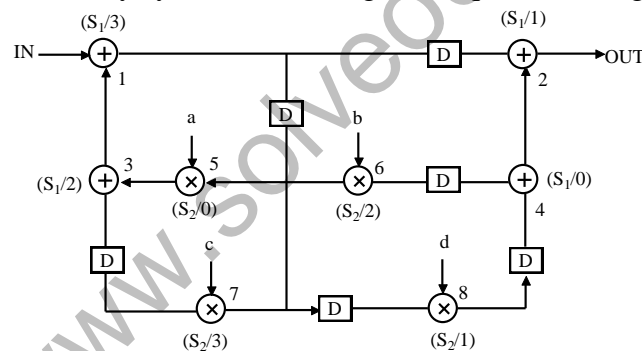 (S₁/3)
(S₁/1)
IN
+
D
+
OUT
1
2
D
a
b
3
5
6
(S₁/2)
+
×
×
D
+
(S₁/0)
(S₂/0)
(S₂/2)
4
c
d
D
D
7
D
8
×
×
(S₂/3)
(S₂/1)
www.solveo